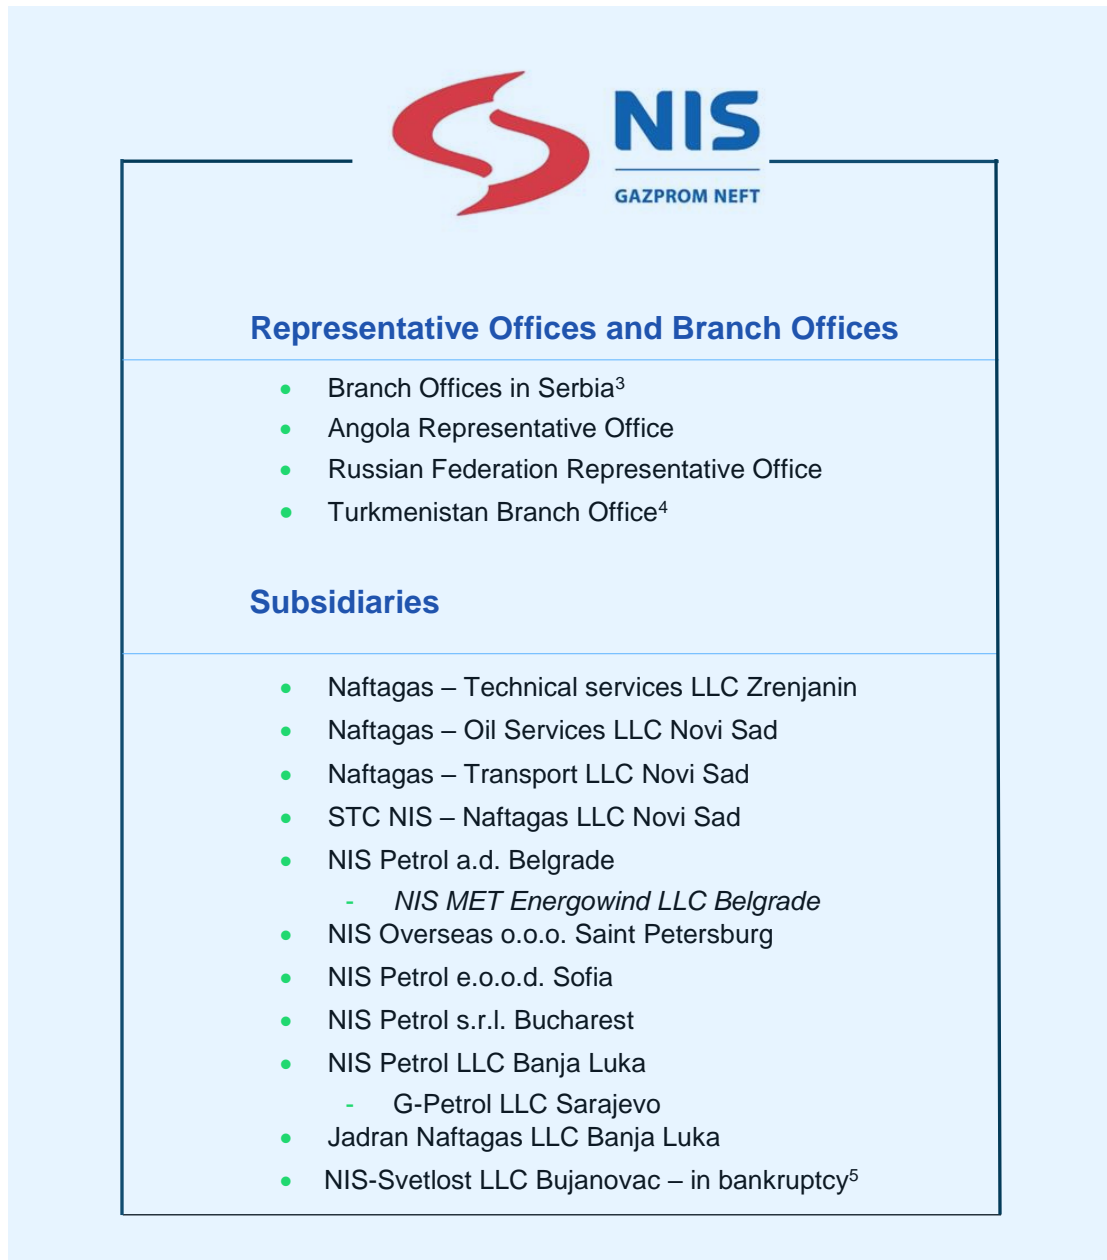 NIS
GAZPROM NEFT
Representative Offices and Branch Offices
• Branch Offices in Serbia³
• Angola Representative Office
• Russian Federation Representative Office
• Turkmenistan Branch Office⁴
Subsidiaries
• Naftagas – Technical services LLC Zrenjanin
• Naftagas – Oil Services LLC Novi Sad
• Naftagas – Transport LLC Novi Sad
• STC NIS – Naftagas LLC Novi Sad
• NIS Petrol a.d. Belgrade
- NIS MET Energowind LLC Belgrade
• NIS Overseas o.o.o. Saint Petersburg
• NIS Petrol e.o.o.d. Sofia
• NIS Petrol s.r.l. Bucharest
• NIS Petrol LLC Banja Luka
- G-Petrol LLC Sarajevo
• Jadran Naftagas LLC Banja Luka
• NIS-Svetlost LLC Bujanovac – in bankruptcy⁵